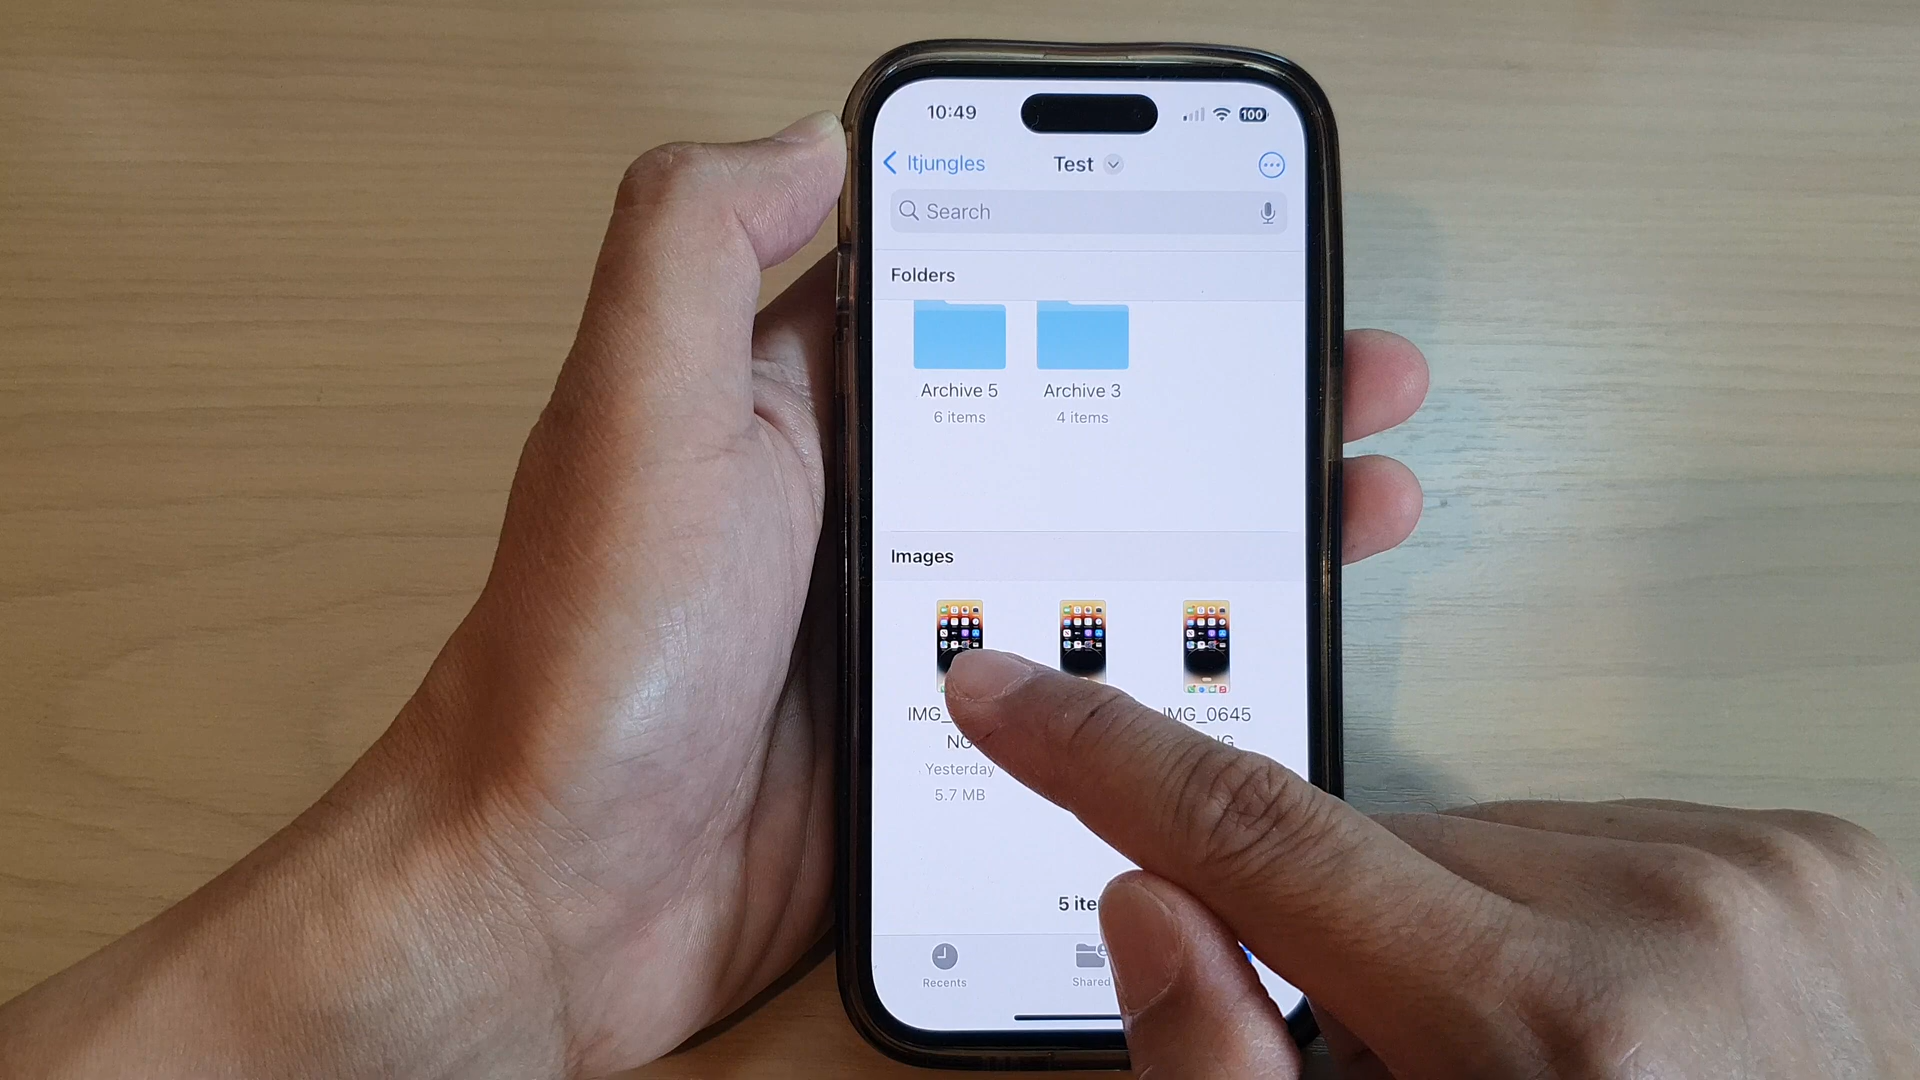 10:49
100
Itjungles
Test
Search
Folders
Archive 5
Archive 3
6 items
4 items
Images
IMG_0645
Yesterday
5.7 MB
5
Recents
Shared